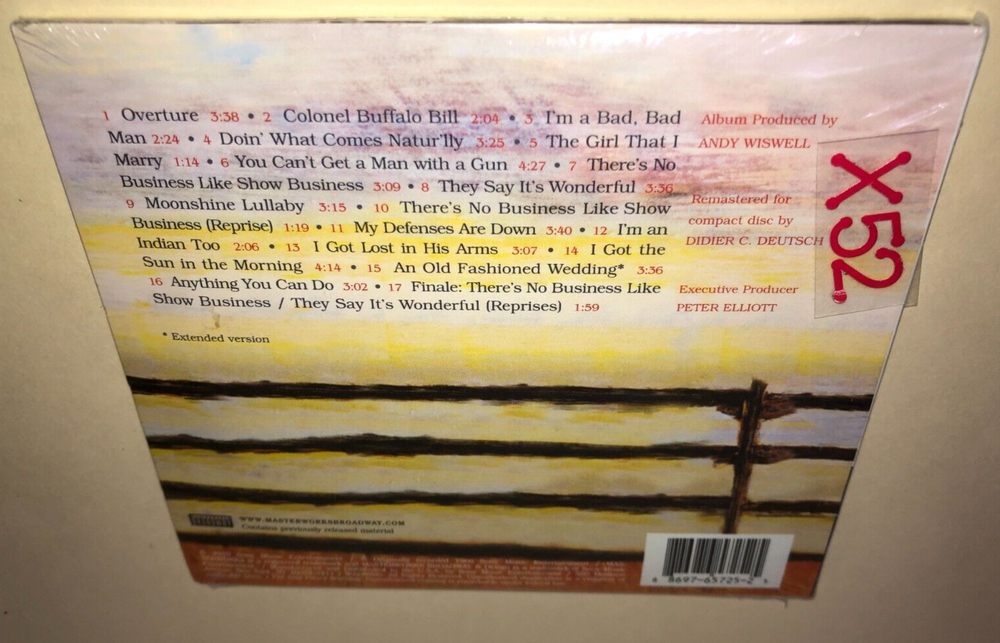 1 Overture 3:38 • 2 Colonel Buffalo Bill 2:04 • 3 I'm a Bad, Bad
Man 2:24 • 4 Doin' What Comes Natur'lly 3:25 • 5 The Girl That I
Marry 1:14 • 6 You Can't Get a Man with a Gun 4:27 • 7 There's No
Business Like Show Business 3:09 • 8 They Say It's Wonderful 3:36
9 Moonshine Lullaby 3:15 • 10 There's No Business Like Show
Business (Reprise) 1:19 • 11 My Defenses Are Down 3:40 • 12 I'm an
Indian Too 2:06 • 13 I Got Lost in His Arms 3:07 • 14 I Got the
Sun in the Morning 4:14 • 15 An Old Fashioned Wedding* 3:36
16 Anything You Can Do 3:02 • 17 Finale: There's No Business Like
Show Business / They Say It's Wonderful (Reprises) 1:59
* Extended version
Album Produced by
ANDY WISWELL
Remastered for
compact disc by
DIDIER C. DEUTSCH
Executive Producer
PETER ELLIOTT
X52.
WWW.MASTERWORKSBROADWAY.COM
Contains previously released material
8 8697-65725-2